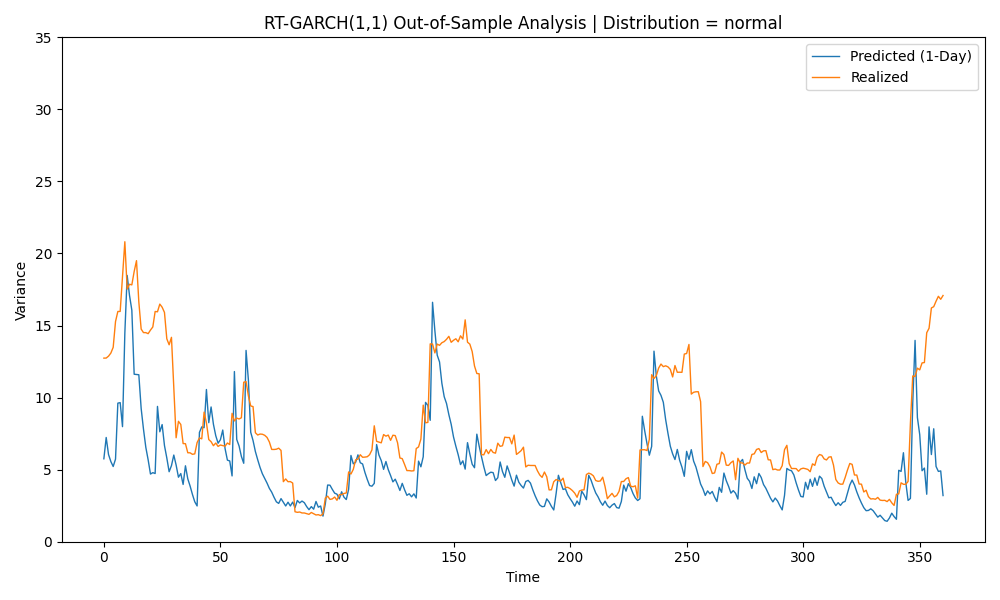 RT-GARCH(1,1) Out-of-Sample Analysis | Distribution = normal
Predicted (1-Day)
Realized
Variance
35
30
25
20
15
10
5
0
0 50 100 150 200 250 300 350
Time